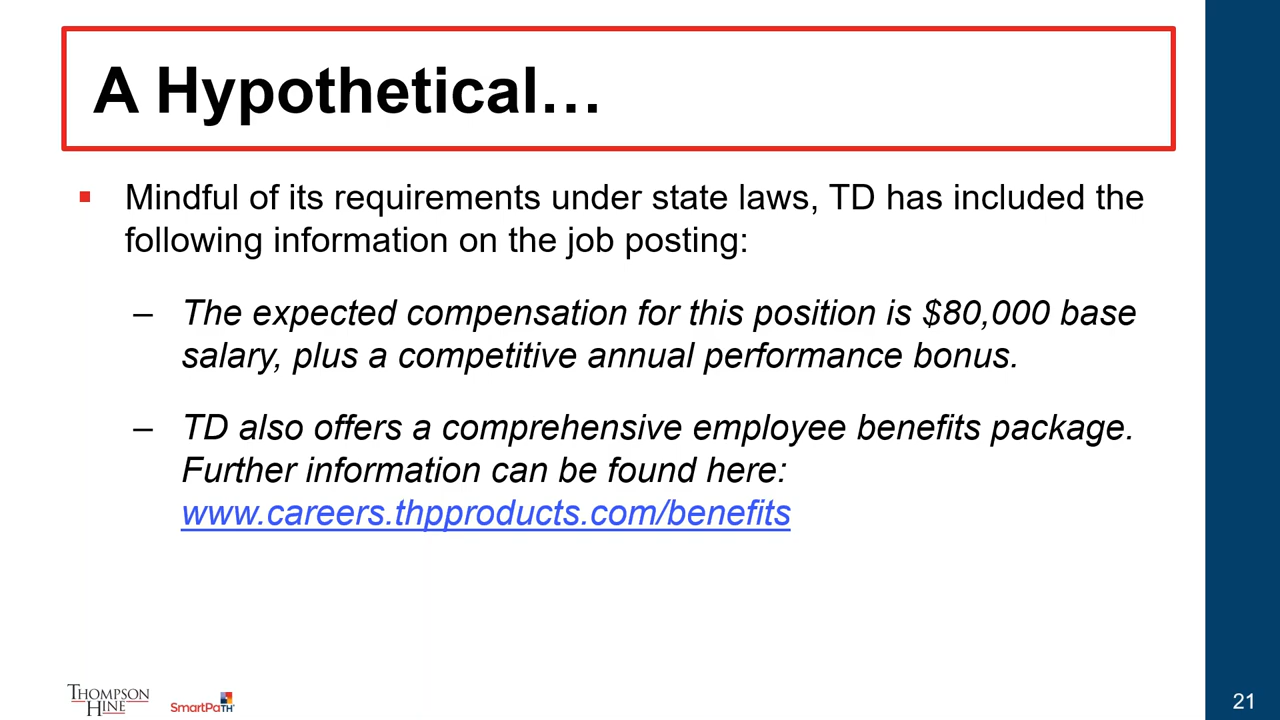 A Hypothetical…
▪ Mindful of its requirements under state laws, TD has included the
following information on the job posting:
– The expected compensation for this position is $80,000 base
salary, plus a competitive annual performance bonus.
– TD also offers a comprehensive employee benefits package.
Further information can be found here:
www.careers.thpproducts.com/benefits
THOMPSON
HINE
SmartPaTH
21